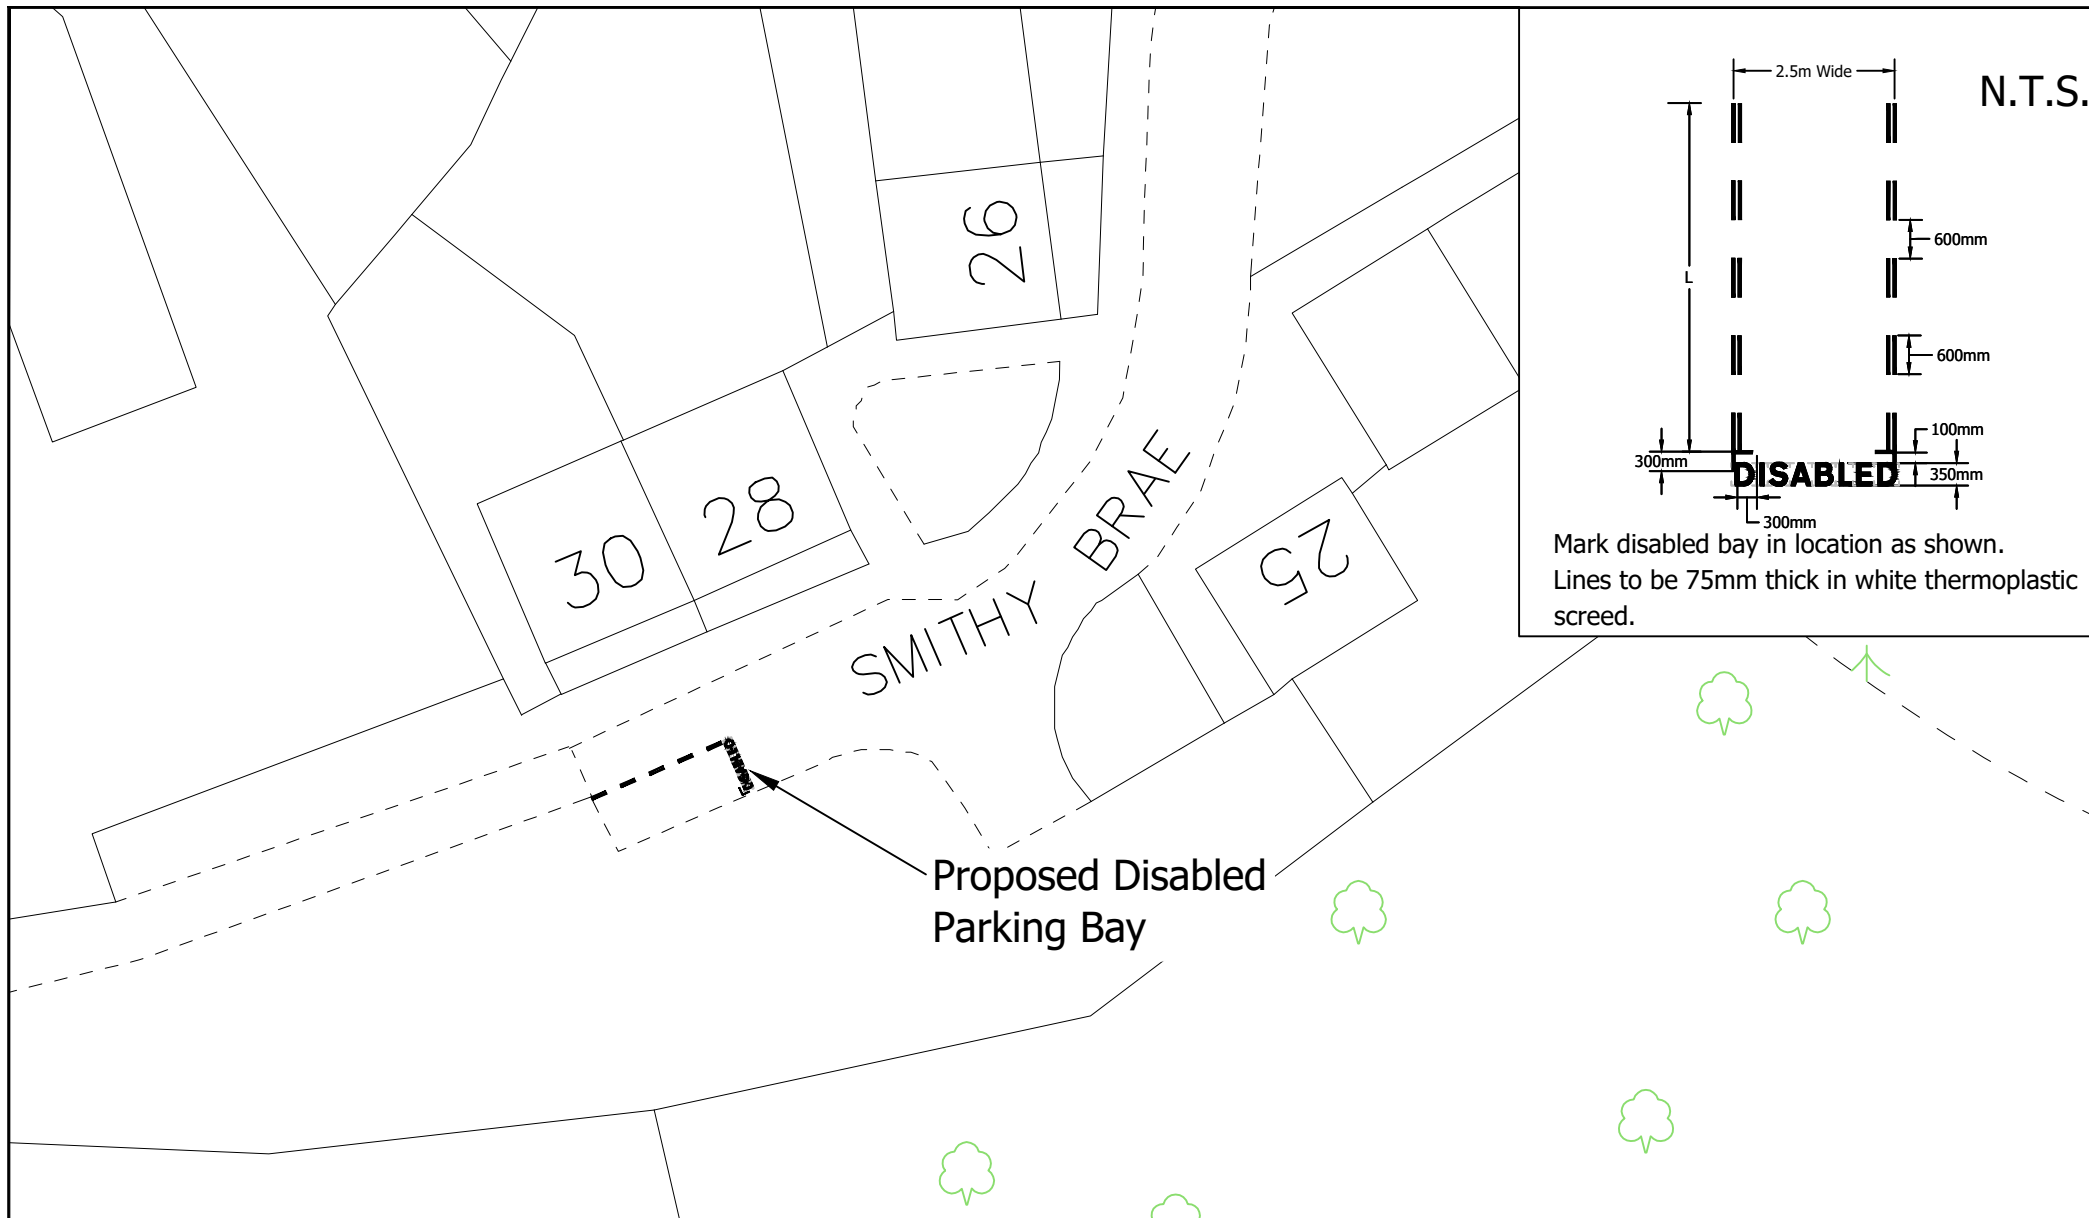 2.5m Wide
N.T.S.
L
600mm
600mm
100mm
300mm
350mm
DISABLED
300mm
Mark disabled bay in location as shown.
Lines to be 75mm thick in white thermoplastic
screed.
26
28
30
25
SMITHY BRAE
DISABLED
Proposed Disabled
Parking Bay